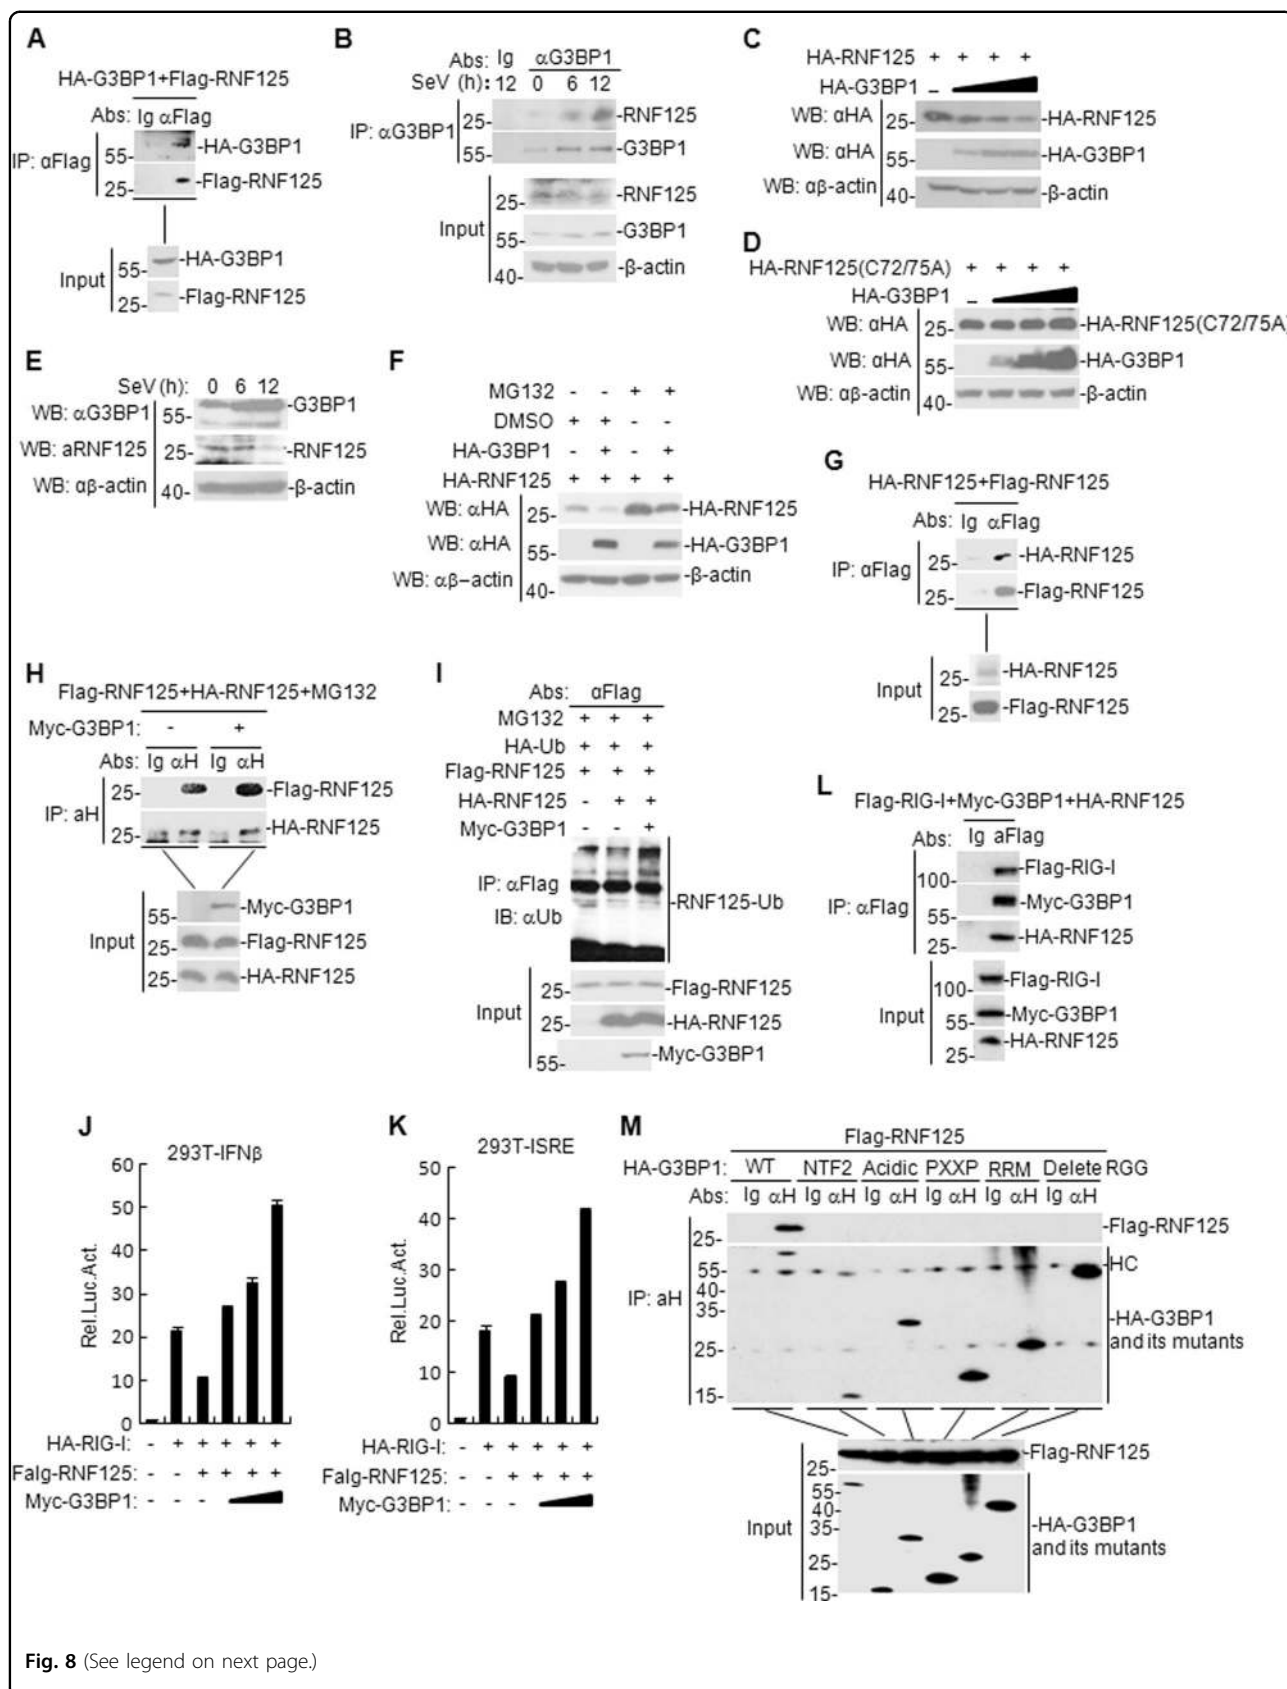 A
HA-G3BP1+Flag-RNF125
Abs: Ig αFlag
IP: αFlag
55-
-HA-G3BP1
25-
-Flag-RNF125
Input
55-
-HA-G3BP1
25-
-Flag-RNF125
B
Abs: Ig αG3BP1
SeV (h): 12 0 6 12
IP: αG3BP1
25-
-RNF125
55-
-G3BP1
Input
25-
-RNF125
55-
-G3BP1
40-
-β-actin
C
HA-RNF125 + + + +
HA-G3BP1 –
WB: αHA 25- -HA-RNF125
WB: αHA 55- -HA-G3BP1
WB: αβ-actin 40- -β-actin
D
HA-RNF125(C72/75A) + + + +
HA-G3BP1 –
WB: αHA 25- -HA-RNF125(C72/75A)
WB: αHA 55- -HA-G3BP1
WB: αβ-actin 40- -β-actin
E
SeV (h): 0 6 12
WB: αG3BP1 55- -G3BP1
WB: aRNF125 25- -RNF125
WB: αβ-actin 40- -β-actin
F
MG132 - - + +
DMSO + + - -
HA-G3BP1 - + - +
HA-RNF125 + + + +
WB: αHA 25- -HA-RNF125
WB: αHA 55- -HA-G3BP1
WB: αβ–actin 40- -β-actin
G
HA-RNF125+Flag-RNF125
Abs: Ig αFlag
IP: αFlag
25- -HA-RNF125
25- -Flag-RNF125
Input
25- -HA-RNF125
25- -Flag-RNF125
H
Flag-RNF125+HA-RNF125+MG132
Myc-G3BP1: - +
Abs: Ig αH Ig αH
IP: aH
25- -Flag-RNF125
25- -HA-RNF125
Input
55- -Myc-G3BP1
25- -Flag-RNF125
25- -HA-RNF125
I
Abs: αFlag
MG132 + + +
HA-Ub + + +
Flag-RNF125 + + +
HA-RNF125 - + +
Myc-G3BP1 - - +
IP: αFlag
IB: αUb
-RNF125-Ub
Input
25- -Flag-RNF125
25- -HA-RNF125
55- -Myc-G3BP1
L
Flag-RIG-I+Myc-G3BP1+HA-RNF125
Abs: Ig aFlag
IP: αFlag
100- -Flag-RIG-I
55- -Myc-G3BP1
25- -HA-RNF125
Input
100- -Flag-RIG-I
55- -Myc-G3BP1
25- -HA-RNF125
J
293T-IFNβ
Rel.Luc.Act.
60
50
40
30
20
10
0
HA-RIG-I: - + + + + +
Falg-RNF125: - - + + + +
Myc-G3BP1: - - -
K
293T-ISRE
Rel.Luc.Act.
50
40
30
20
10
0
HA-RIG-I: - + + + + +
Falg-RNF125: - - + + + +
Myc-G3BP1: - - -
M
Flag-RNF125
HA-G3BP1: WT NTF2 Acidic PXXP RRM Delete RGG
Abs: Ig αH Ig αH Ig αH Ig αH Ig αH Ig αH
IP: aH
25-
-Flag-RNF125
55-
-HC
40-
35-
-HA-G3BP1
and its mutants
25-
15-
Input
25-
-Flag-RNF125
55-
40-
35-
-HA-G3BP1
and its mutants
25-
15-
Fig. 8 (See legend on next page.)